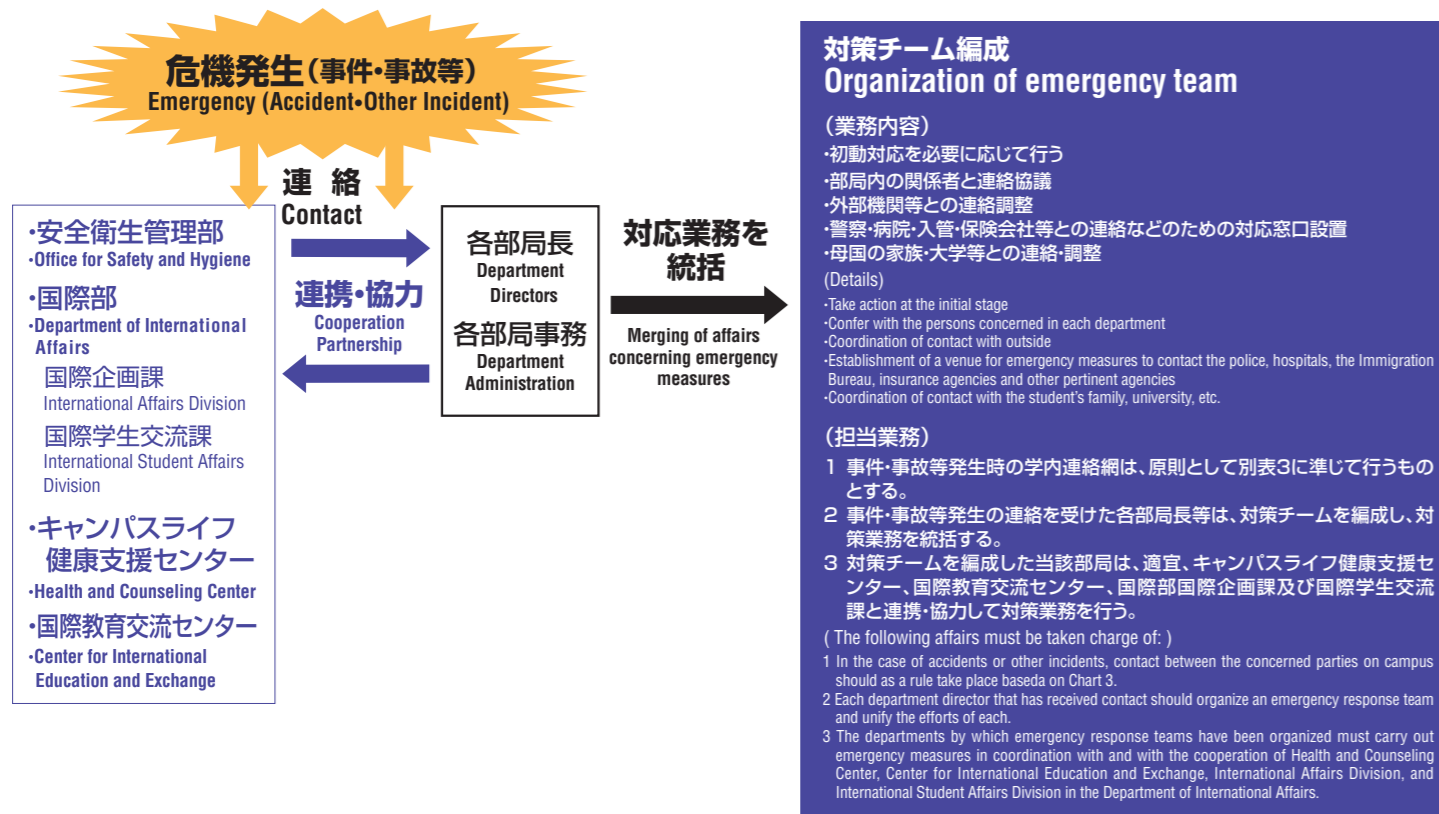 危機発生(事件・事故等)
Emergency (Accident•Other Incident)
連 絡
Contact
・安全衛生管理部
・Office for Safety and Hygiene
・国際部
・Department of International
Affairs
国際企画課
International Affairs Division
国際学生交流課
International Student Affairs
Division
・キャンパスライフ
健康支援センター
・Health and Counseling Center
・国際教育交流センター
・Center for International
Education and Exchange
連携・協力
Cooperation
Partnership
各部局長
Department
Directors
各部局事務
Department
Administration
対応業務を
統括
Merging of affairs
concerning emergency
measures
対策チーム編成
Organization of emergency team
(業務内容)
・初動対応を必要に応じて行う
・部局内の関係者と連絡協議
・外部機関等との連絡調整
・警察・病院・入管・保険会社等との連絡などのための対応窓口設置
・母国の家族・大学等との連絡・調整
(Details)
・Take action at the initial stage
・Confer with the persons concerned in each department
・Coordination of contact with outside
・Establishment of a venue for emergency measures to contact the police, hospitals, the Immigration
Bureau, insurance agencies and other pertinent agencies
・Coordination of contact with the student’s family, university, etc.
(担当業務)
1 事件・事故等発生時の学内連絡網は、原則として別表3に準じて行うもの
とする。
2 事件・事故等発生の連絡を受けた各部局長等は、対策チームを編成し、対
策業務を統括する。
3 対策チームを編成した当該部局は、適宜、キャンパスライフ健康支援セ
ンター、国際教育交流センター、国際部国際企画課及び国際学生交流
課と連携・協力して対策業務を行う。
( The following affairs must be taken charge of: )
1 In the case of accidents or other incidents, contact between the concerned parties on campus
should as a rule take place baseda on Chart 3.
2 Each department director that has received contact should organize an emergency response team
and unify the efforts of each.
3 The departments by which emergency response teams have been organized must carry out
emergency measures in coordination with and with the cooperation of Health and Counseling
Center, Center for International Education and Exchange, International Affairs Division, and
International Student Affairs Division in the Department of International Affairs.